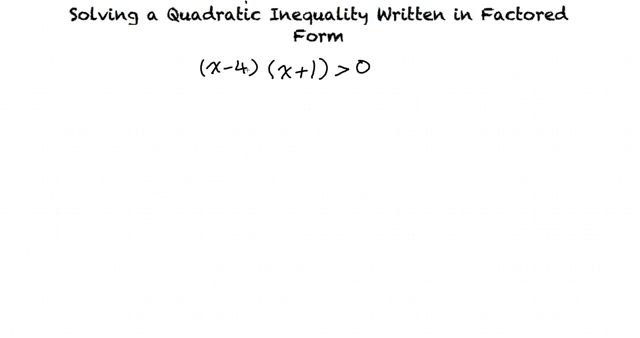 Solving a Quadratic Inequality Written in Factored
Form
(x-4) (x+1) > 0